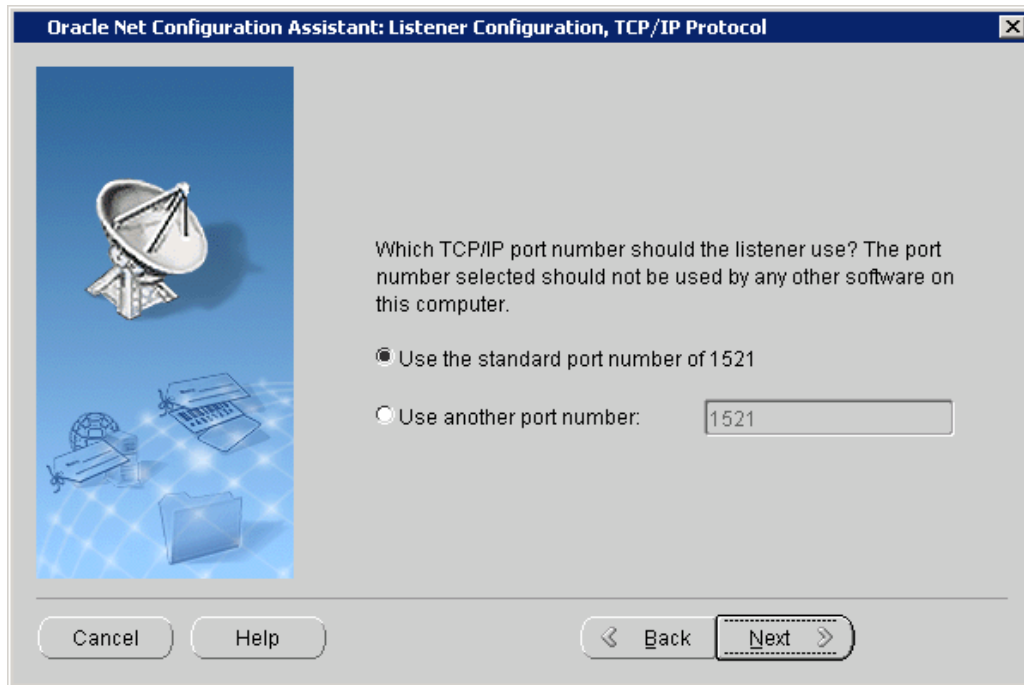 Oracle Net Configuration Assistant: Listener Configuration, TCP/IP Protocol
Which TCP/IP port number should the listener use? The port
number selected should not be used by any other software on
this computer.
Use the standard port number of 1521
Use another port number:
1521
Cancel
Help
Back
Next